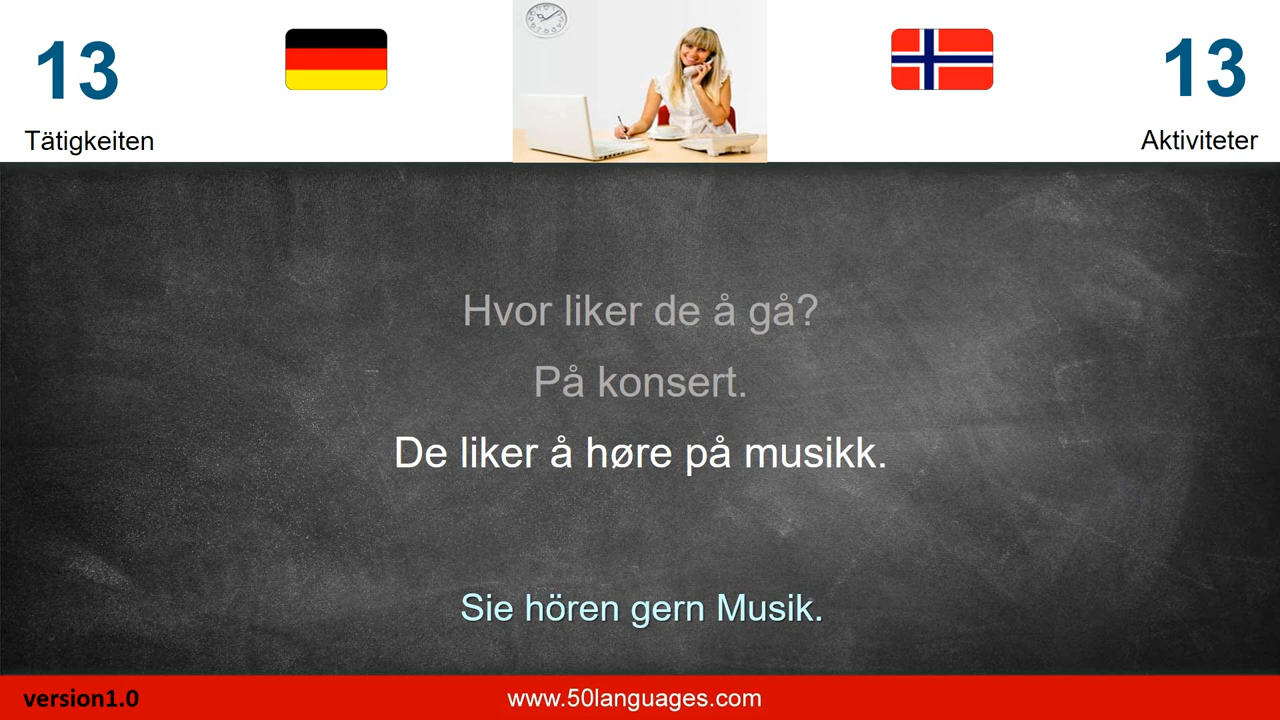 13
13
Tätigkeiten
Aktiviteter
Hvor liker de å gå?
På konsert.
De liker å høre på musikk.
Sie hören gern Musik.
version1.0
www.50languages.com